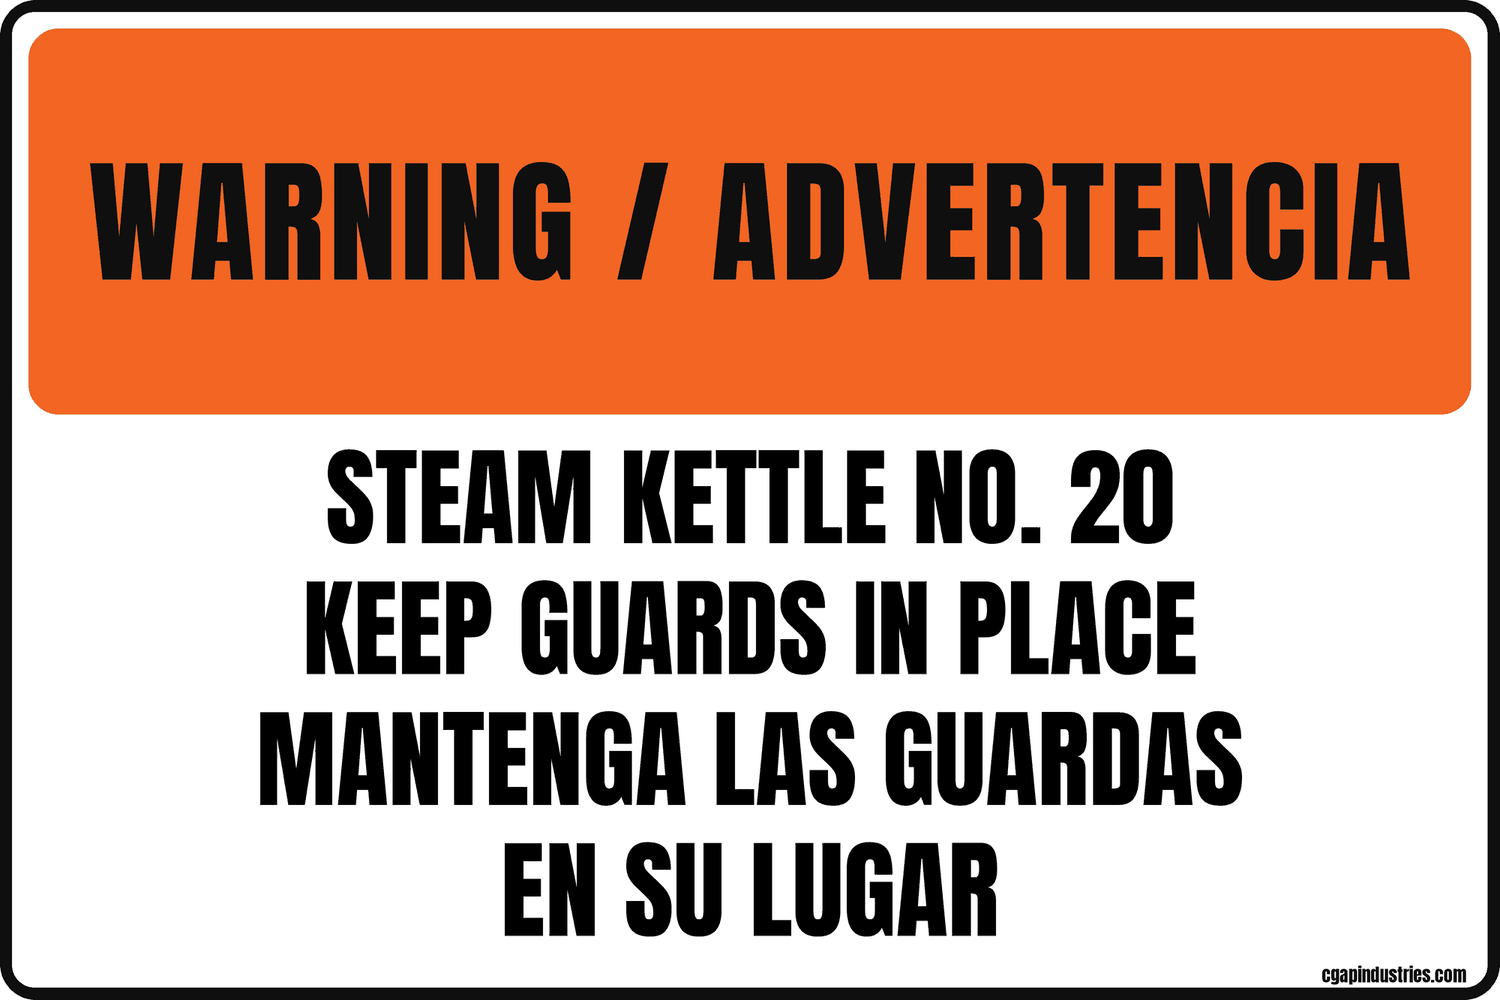 WARNING / ADVERTENCIA
STEAM KETTLE NO. 20
KEEP GUARDS IN PLACE
MANTENGA LAS GUARDAS
EN SU LUGAR
cgapindustries.com